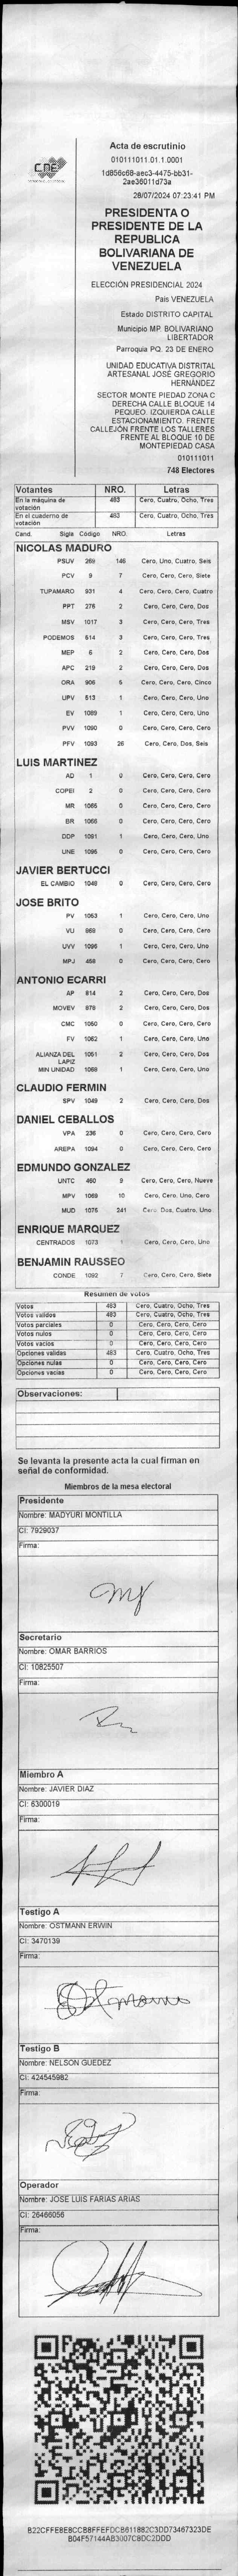 CNE
Acta de escrutinio
010111011.01.1.0001
1d856c68-aec3-4475-bb31-
2ae36011d73a
28/07/2024 07:23:41 PM
PRESIDENTA O
PRESIDENTE DE LA
REPUBLICA
BOLIVARIANA DE
VENEZUELA
ELECCIÓN PRESIDENCIAL 2024
País VENEZUELA
Estado DISTRITO CAPITAL
Municipio MP. BOLIVARIANO
LIBERTADOR
Parroquia PQ. 23 DE ENERO
UNIDAD EDUCATIVA DISTRITAL
ARTESANAL JOSÉ GREGORIO
HERNÁNDEZ
SECTOR MONTE PIEDAD ZONA C
DERECHA CALLE BLOQUE 14
PEQUEO. IZQUIERDA CALLE
ESTACIONAMIENTO. FRENTE
CALLEJÓN FRENTE LOS TALLERES
FRENTE AL BLOQUE 10 DE
MONTEPIEDAD CASA
010111011
748 Electores
Votantes NRO. Letras
En la máquina de votación 483 Cero, Cuatro, Ocho, Tres
En el cuaderno de votación 483 Cero, Cuatro, Ocho, Tres
Cand. Sigla Código NRO. Letras
NICOLAS MADURO
PSUV 269 146 Cero, Uno, Cuatro, Seis
PCV 9 7 Cero, Cero, Cero, Siete
TUPAMARO 931 4 Cero, Cero, Cero, Cuatro
PPT 276 2 Cero, Cero, Cero, Dos
MSV 1017 3 Cero, Cero, Cero, Tres
PODEMOS 614 3 Cero, Cero, Cero, Tres
MEP 6 2 Cero, Cero, Cero, Dos
APC 219 2 Cero, Cero, Cero, Dos
ORA 906 5 Cero, Cero, Cero, Cinco
UPV 513 1 Cero, Cero, Cero, Uno
EV 1089 1 Cero, Cero, Cero, Uno
PVV 1090 0 Cero, Cero, Cero, Cero
PFV 1093 26 Cero, Cero, Dos, Seis
LUIS MARTINEZ
AD 1 0 Cero, Cero, Cero, Cero
COPEI 2 0 Cero, Cero, Cero, Cero
MR 1065 0 Cero, Cero, Cero, Cero
BR 1066 0 Cero, Cero, Cero, Cero
DDP 1091 1 Cero, Cero, Cero, Uno
UNE 1095 0 Cero, Cero, Cero, Cero
JAVIER BERTUCCI
EL CAMBIO 1046 0 Cero, Cero, Cero, Cero
JOSE BRITO
PV 1053 1 Cero, Cero, Cero, Uno
VU 968 0 Cero, Cero, Cero, Cero
UVV 1096 1 Cero, Cero, Cero, Uno
MPJ 458 0 Cero, Cero, Cero, Cero
ANTONIO ECARRI
AP 814 2 Cero, Cero, Cero, Dos
MOVEV 878 2 Cero, Cero, Cero, Dos
CMC 1060 0 Cero, Cero, Cero, Cero
FV 1062 1 Cero, Cero, Cero, Uno
ALIANZA DEL LAPIZ 1061 2 Cero, Cero, Cero, Dos
MIN UNIDAD 1068 1 Cero, Cero, Cero, Uno
CLAUDIO FERMIN
SPV 1049 2 Cero, Cero, Cero, Dos
DANIEL CEBALLOS
VPA 236 0 Cero, Cero, Cero, Cero
AREPA 1094 0 Cero, Cero, Cero, Cero
EDMUNDO GONZALEZ
UNTC 460 9 Cero, Cero, Cero, Nueve
MPV 1069 10 Cero, Cero, Uno, Cero
MUD 1075 241 Cero, Dos, Cuatro, Uno
ENRIQUE MARQUEZ
CENTRADOS 1073 1 Cero, Cero, Cero, Uno
BENJAMIN RAUSSEO
CONDE 1092 7 Cero, Cero, Cero, Siete
Resumen de votos
Votos 483 Cero, Cuatro, Ocho, Tres
Votos validos 483 Cero, Cuatro, Ocho, Tres
Votos parciales 0 Cero, Cero, Cero, Cero
Votos nulos 0 Cero, Cero, Cero, Cero
Votos vacios 0 Cero, Cero, Cero, Cero
Opciones validas 483 Cero, Cuatro, Ocho, Tres
Opciones nulas 0 Cero, Cero, Cero, Cero
Opciones vacias 0 Cero, Cero, Cero, Cero
Observaciones:
Se levanta la presente acta la cual firman en
señal de conformidad.
Miembros de la mesa electoral
Presidente
Nombre: MADYURI MONTILLA
CI: 7929037
Firma:
Secretario
Nombre: OMAR BARRIOS
CI: 10825507
Firma:
Miembro A
Nombre: JAVIER DIAZ
CI: 6300019
Firma:
Testigo A
Nombre: OSTMANN ERWIN
CI: 3470139
Firma:
Testigo B
Nombre: NELSON GUEDEZ
CI: 424545982
Firma:
Operador
Nombre: JOSE LUIS FARIAS ARIAS
CI: 26466056
Firma:
B22CFFE8E8CCB8FFEFDCB611882C3DD73467323DE
B04F57144AB3007C8DC2DDD